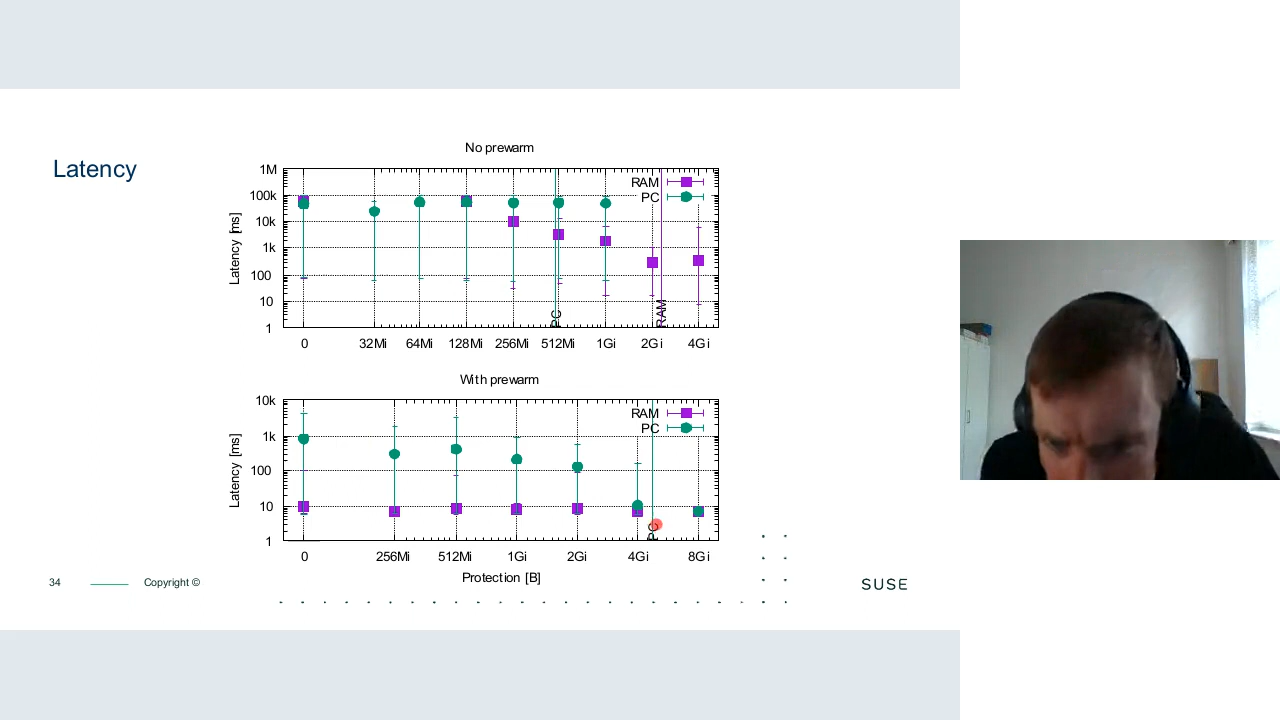 Latency
No prewarm
1M
100k
10k
1k
100
10
1
Latency [ms]
RAM
PC
PC
RAM
0 32Mi 64Mi 128Mi 256Mi 512Mi 1Gi 2Gi 4Gi
With prewarm
10k
1k
100
10
1
Latency [ms]
RAM
PC
PC
0 256Mi 512Mi 1Gi 2Gi 4Gi 8Gi
Protection [B]
34 Copyright ©
SUSE